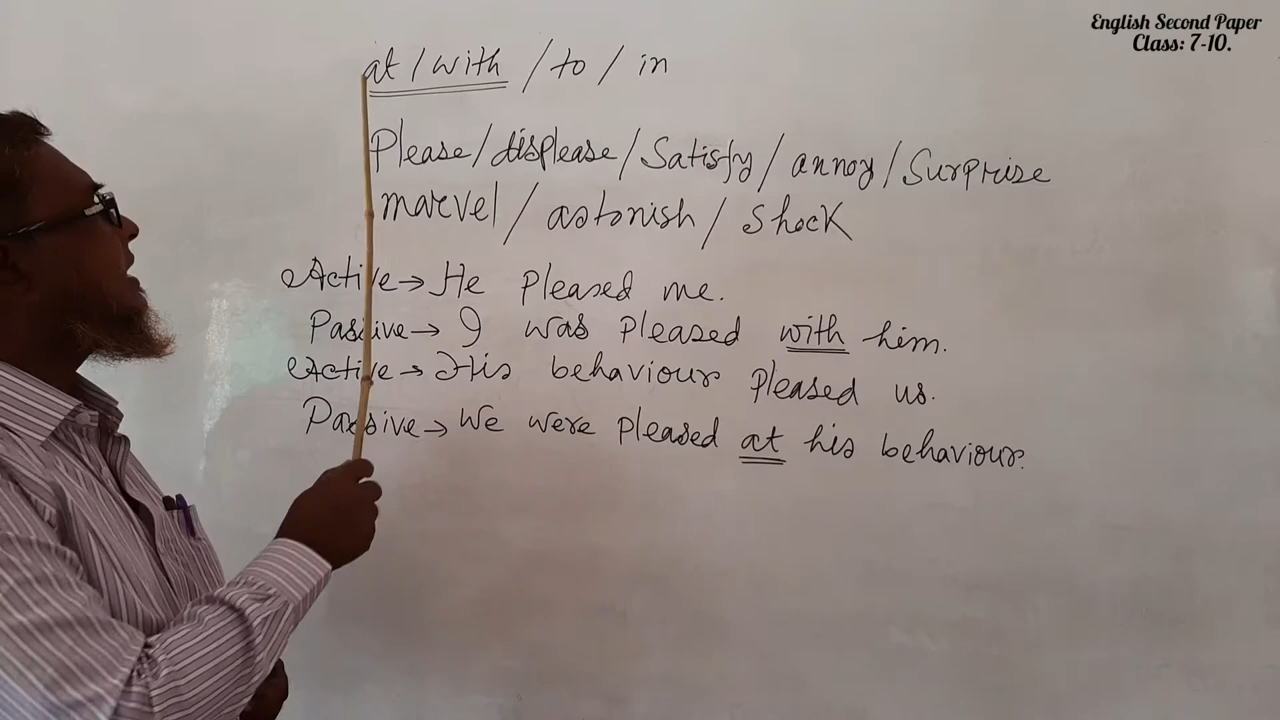 English Second Paper
Class: 7-10.
at / with / to / in
Please / displease / Satisfy / annoy / Surprise
marvel / astonish / Shock
Active → He pleased me.
Passive → I was pleased with him.
Active → His behaviour pleased us.
Passive → We were pleased at his behaviour.